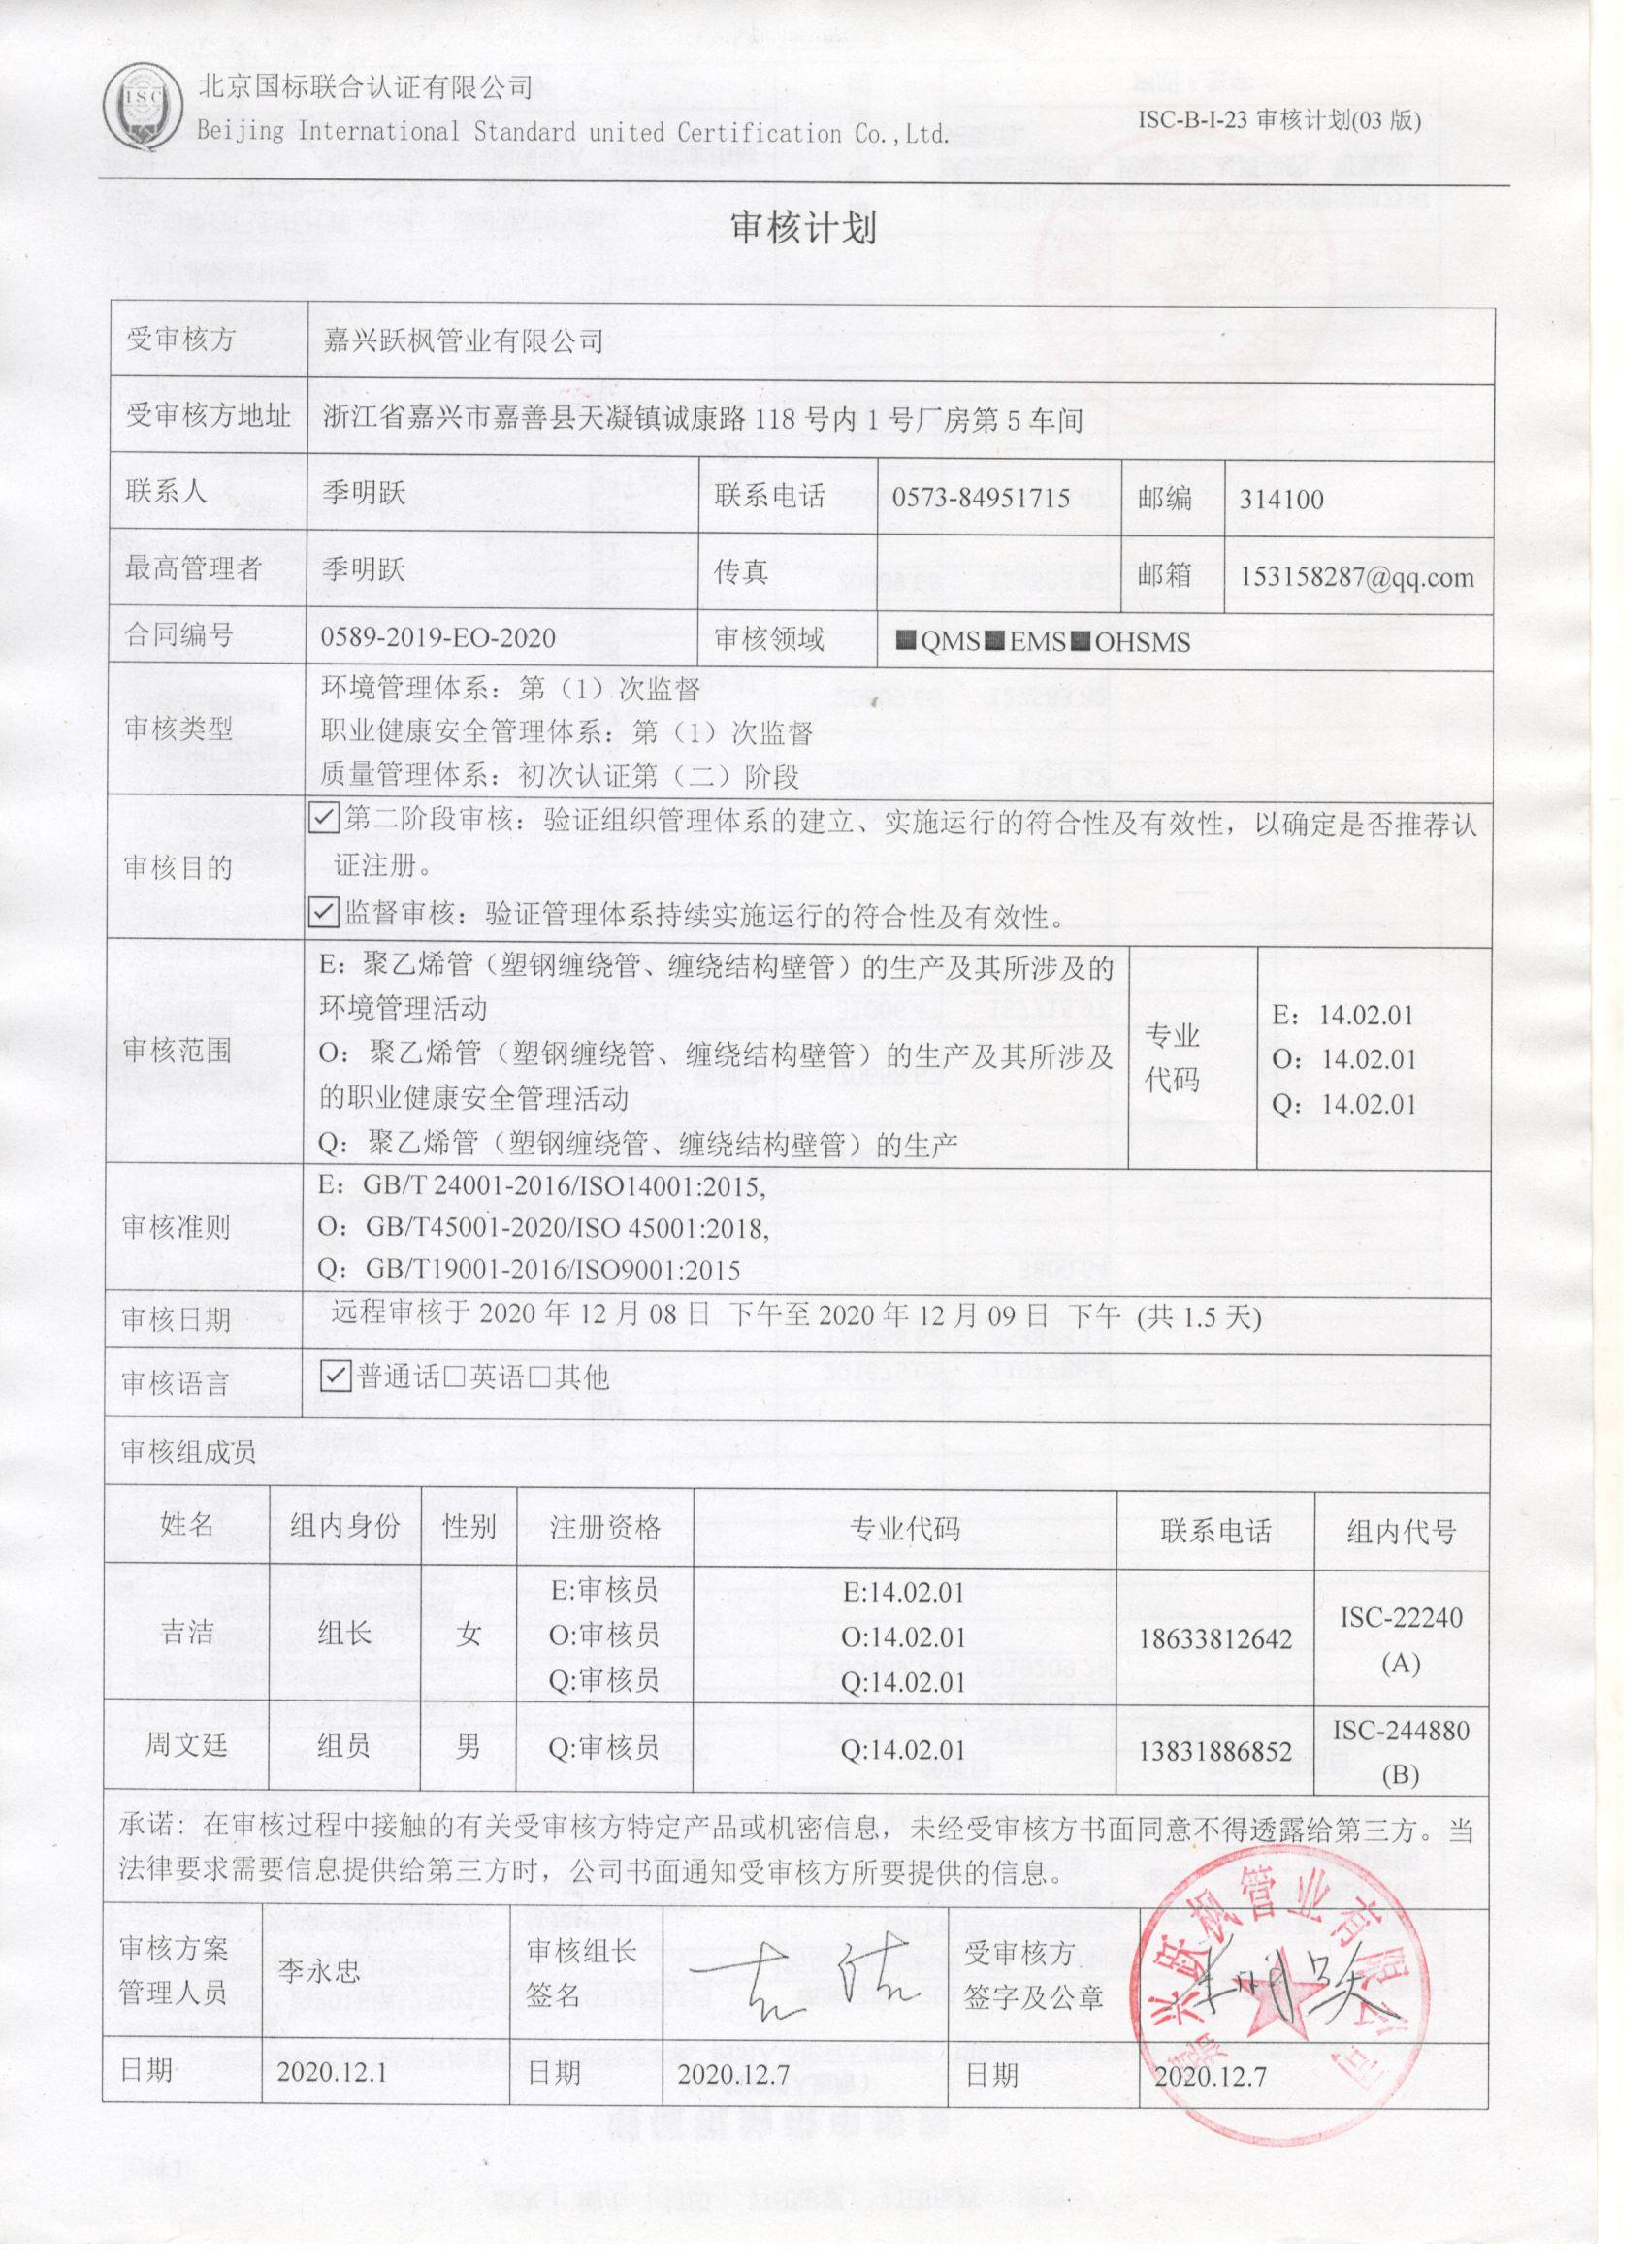 ISC
北京国标联合认证有限公司
Beijing International Standard united Certification Co.,Ltd.
ISC-B-I-23 审核计划(03 版)
审核计划
受审核方 嘉兴跃枫管业有限公司
受审核方地址 浙江省嘉兴市嘉善县天凝镇诚康路 118 号内 1 号厂房第 5 车间
联系人 季明跃 联系电话 0573-84951715 邮编 314100
最高管理者 季明跃 传真 邮箱 153158287@qq.com
合同编号 0589-2019-EO-2020 审核领域 ■QMS■EMS■OHSMS
审核类型
环境管理体系：第（1）次监督
职业健康安全管理体系：第（1）次监督
质量管理体系：初次认证第（二）阶段
审核目的
☑第二阶段审核：验证组织管理体系的建立、实施运行的符合性及有效性，以确定是否推荐认
证注册。
☑监督审核：验证管理体系持续实施运行的符合性及有效性。
审核范围
E：聚乙烯管（塑钢缠绕管、缠绕结构壁管）的生产及其所涉及的
环境管理活动
O：聚乙烯管（塑钢缠绕管、缠绕结构壁管）的生产及其所涉及
的职业健康安全管理活动
Q：聚乙烯管（塑钢缠绕管、缠绕结构壁管）的生产
专业
代码
E：14.02.01
O：14.02.01
Q：14.02.01
审核准则
E：GB/T 24001-2016/ISO14001:2015,
O：GB/T45001-2020/ISO 45001:2018,
Q：GB/T19001-2016/ISO9001:2015
审核日期 远程审核于 2020 年 12 月 08 日 下午至 2020 年 12 月 09 日 下午 (共 1.5 天)
审核语言 ☑普通话□英语□其他
审核组成员
姓名 组内身份 性别 注册资格 专业代码 联系电话 组内代号
吉洁 组长 女
E:审核员
O:审核员
Q:审核员
E:14.02.01
O:14.02.01
Q:14.02.01
18633812642
ISC-22240
(A)
周文廷 组员 男 Q:审核员 Q:14.02.01 13831886852
ISC-244880
(B)
承诺：在审核过程中接触的有关受审核方特定产品或机密信息，未经受审核方书面同意不得透露给第三方。当
法律要求需要信息提供给第三方时，公司书面通知受审核方所要提供的信息。
审核方案
管理人员
李永忠
审核组长
签名
吉洁
受审核方
签字及公章
季明跃
嘉兴跃枫管业有限公司
日期 2020.12.1 日期 2020.12.7 日期 2020.12.7